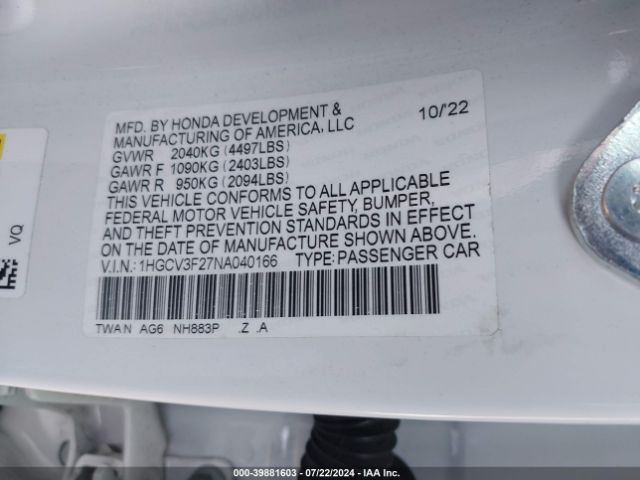 MFD. BY HONDA DEVELOPMENT &
MANUFACTURING OF AMERICA, LLC
10/'22
GVWR 2040KG (4497LBS)
GAWR F 1090KG (2403LBS)
GAWR R 950KG (2094LBS)
THIS VEHICLE CONFORMS TO ALL APPLICABLE
FEDERAL MOTOR VEHICLE SAFETY, BUMPER,
AND THEFT PREVENTION STANDARDS IN EFFECT
ON THE DATE OF MANUFACTURE SHOWN ABOVE.
V.I.N.:1HGCV3F27NA040166 TYPE:PASSENGER CAR
TWAN AG6 NH883P .Z .A
VQ
000-39881603 / 07/22/2024 - IAA Inc.